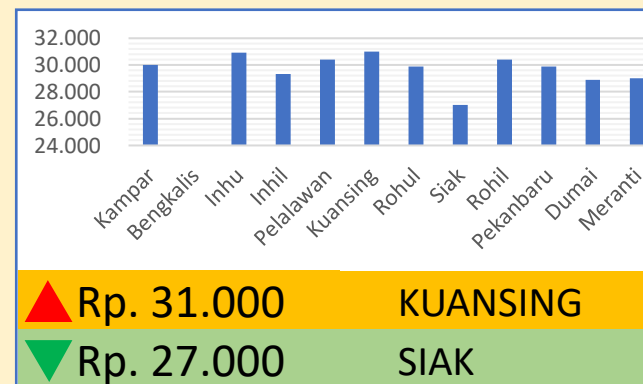 32.000
30.000
28.000
26.000
24.000
Kampar
Bengkalis
Inhu
Inhil
Pelalawan
Kuansing
Rohul
Siak
Rohil
Pekanbaru
Dumai
Meranti
Rp. 31.000 KUANSING
Rp. 27.000 SIAK